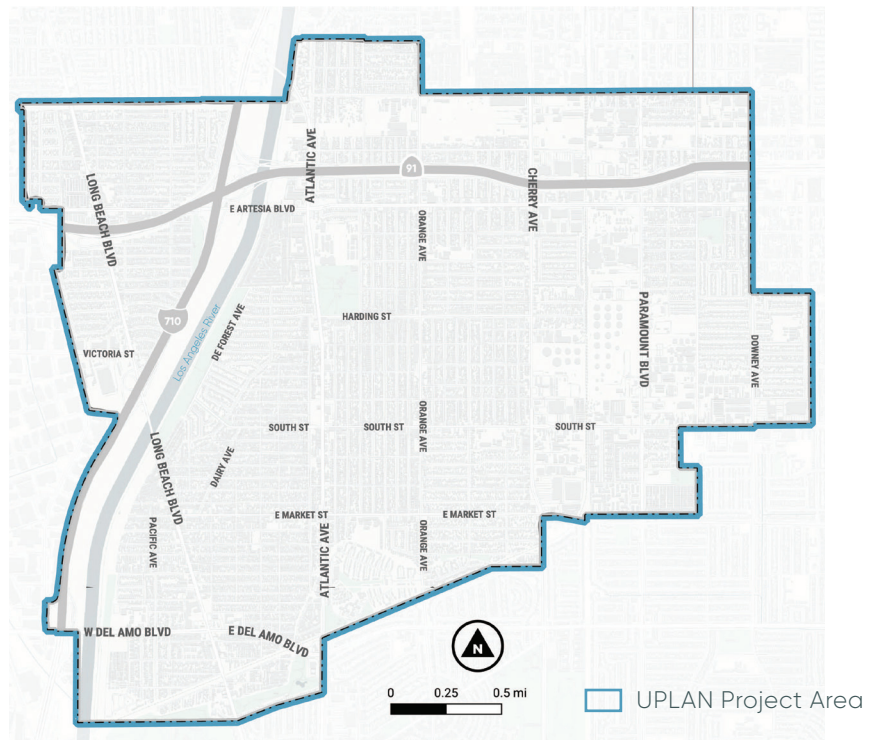 ATLANTIC AVE
91
CHERRY AVE
LONG BEACH BLVD
E ARTESIA BLVD
ORANGE AVE
710
Los Angeles River
DE FOREST AVE
HARDING ST
PARAMOUNT BLVD
VICTORIA ST
DOWNEY AVE
SOUTH ST
SOUTH ST
ORANGE AVE
SOUTH ST
LONG BEACH BLVD
DAIRY AVE
E MARKET ST
E MARKET ST
PACIFIC AVE
ATLANTIC AVE
ORANGE AVE
W DEL AMO BLVD
E DEL AMO BLVD
N
0 0.25 0.5 mi
UPLAN Project Area